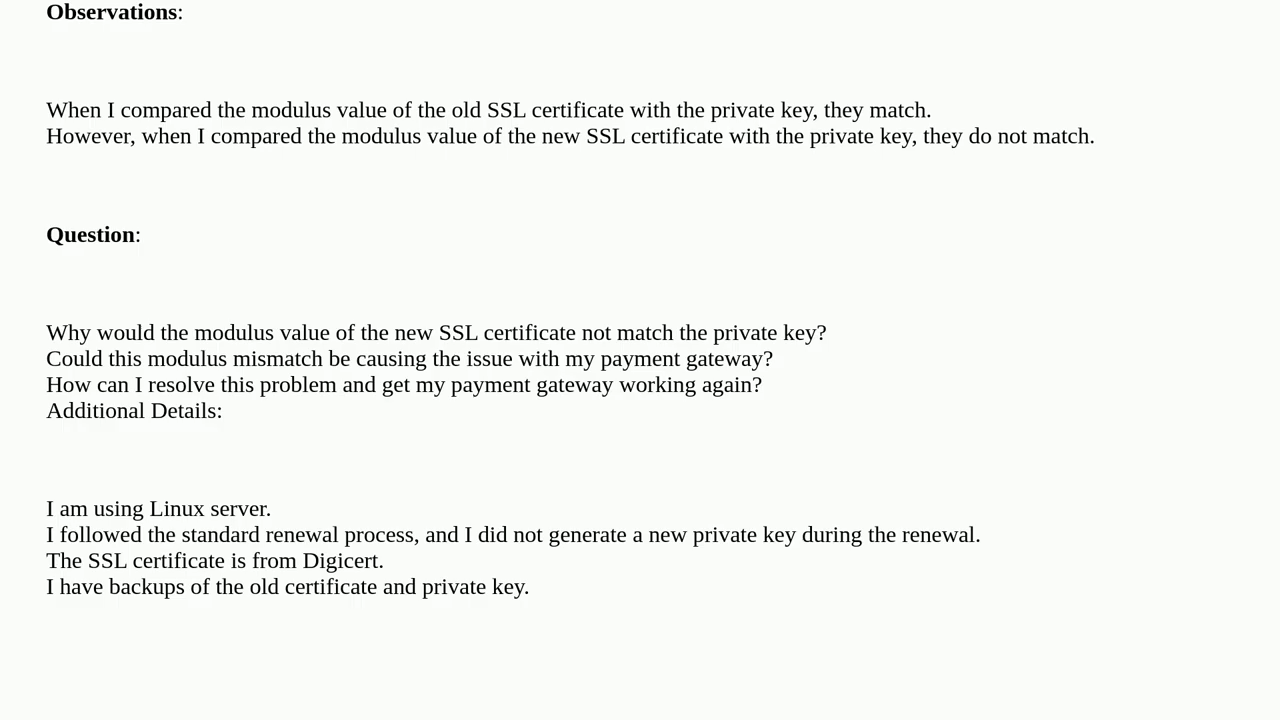 Observations:
When I compared the modulus value of the old SSL certificate with the private key, they match.
However, when I compared the modulus value of the new SSL certificate with the private key, they do not match.
Question:
Why would the modulus value of the new SSL certificate not match the private key?
Could this modulus mismatch be causing the issue with my payment gateway?
How can I resolve this problem and get my payment gateway working again?
Additional Details:
I am using Linux server.
I followed the standard renewal process, and I did not generate a new private key during the renewal.
The SSL certificate is from Digicert.
I have backups of the old certificate and private key.